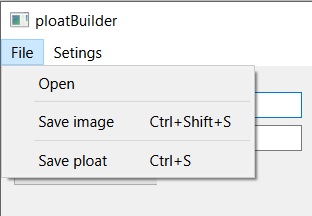 ploatBuilder
File Setings
Open
Save image Ctrl+Shift+S
Save ploat Ctrl+S